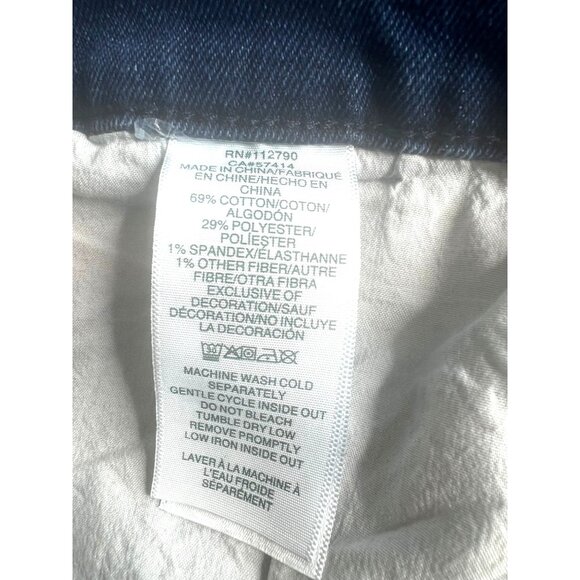 RN#112790
CA#57414
MADE IN CHINA/FABRIQUÉ
EN CHINE/HECHO EN
CHINA
69% COTTON/COTON/
ALGODÓN
29% POLYESTER/
POLIÉSTER
1% SPANDEX/ÉLASTHANNE
1% OTHER FIBER/AUTRE
FIBRE/OTRA FIBRA
EXCLUSIVE OF
DECORATION/SAUF
DÉCORATION/NO INCLUYE
LA DECORACIÓN
MACHINE WASH COLD
SEPARATELY
GENTLE CYCLE INSIDE OUT
DO NOT BLEACH
TUMBLE DRY LOW
REMOVE PROMPTLY
LOW IRON INSIDE OUT
LAVER À LA MACHINE À
L'EAU FROIDE
SÉPARÉMENT